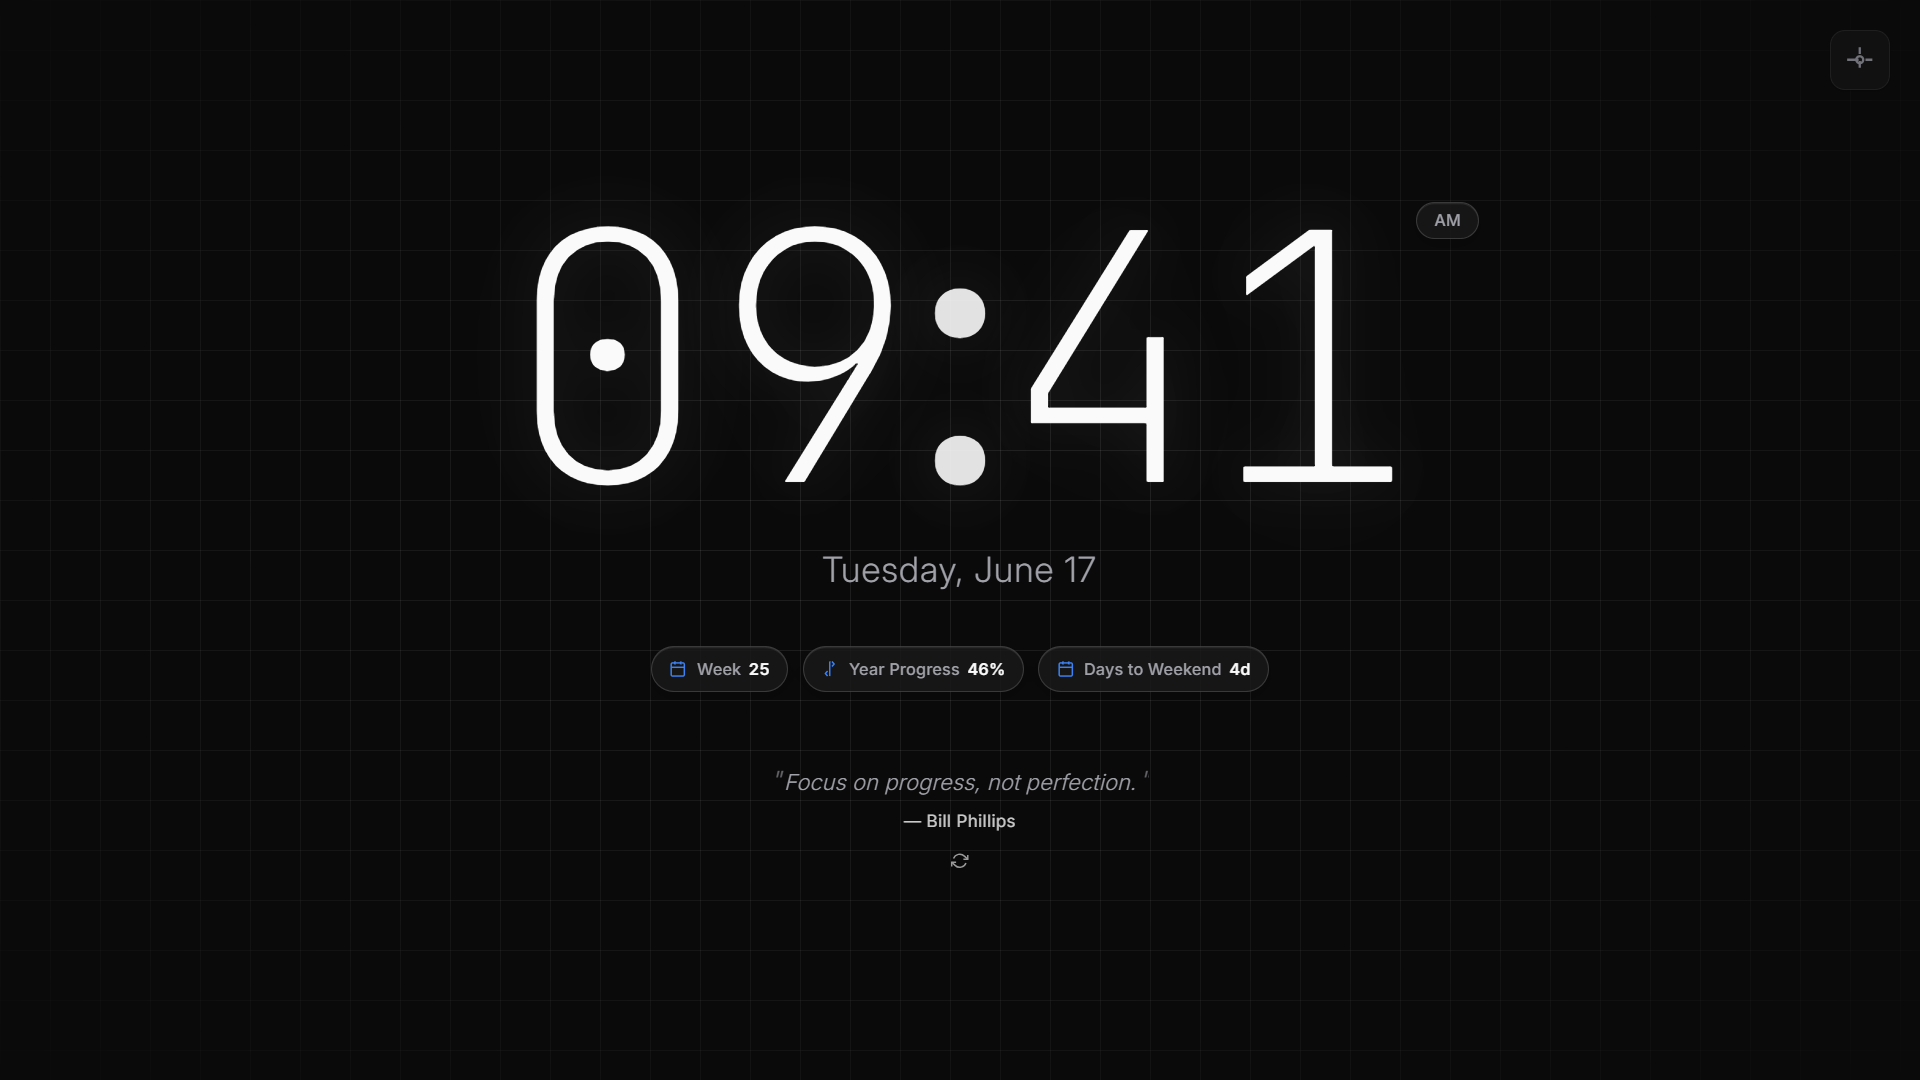 09:41
AM
Tuesday, June 17
Week 25
Year Progress 46%
Days to Weekend 4d
"Focus on progress, not perfection."
— Bill Phillips